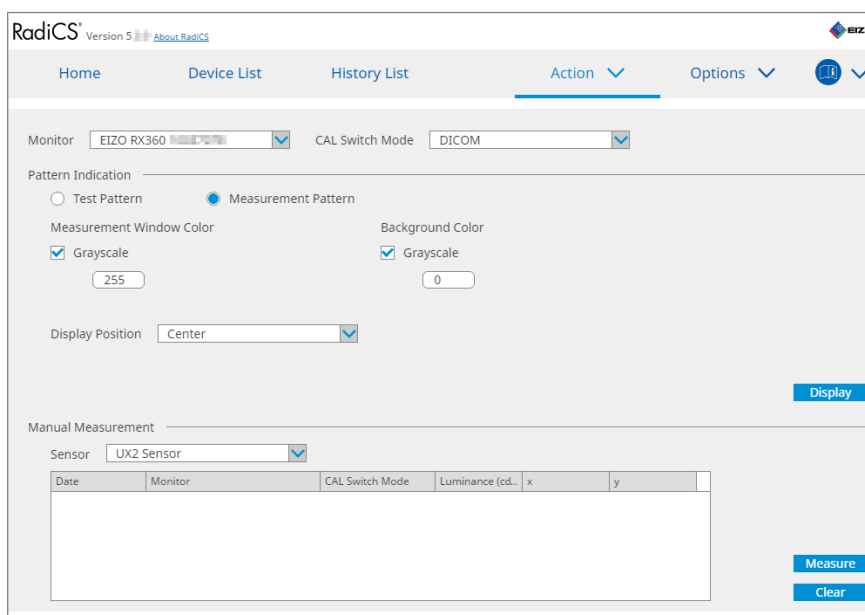 RadiCS® Version 5. About RadiCS EIZ
Home Device List History List Action Options
Monitor EIZO RX360 CAL Switch Mode DICOM
Pattern Indication
Test Pattern Measurement Pattern
Measurement Window Color Background Color
Grayscale Grayscale
255 0
Display Position Center
Display
Manual Measurement
Sensor UX2 Sensor
Date Monitor CAL Switch Mode Luminance (cd... x y
Measure
Clear